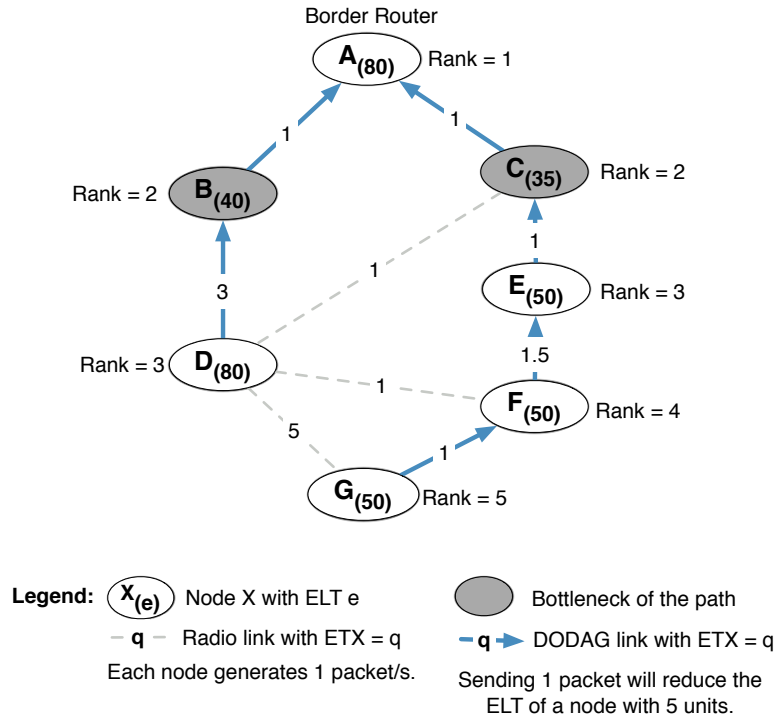 Border Router
A(80) Rank = 1
1 1
Rank = 2 B(40) C(35) Rank = 2
1 1
3 E(50) Rank = 3
Rank = 3 D(80) 1.5
1 F(50) Rank = 4
5 1
G(50) Rank = 5
Legend: X(e) Node X with ELT e Bottleneck of the path
q Radio link with ETX = q q DODAG link with ETX = q
Each node generates 1 packet/s. Sending 1 packet will reduce the
ELT of a node with 5 units.